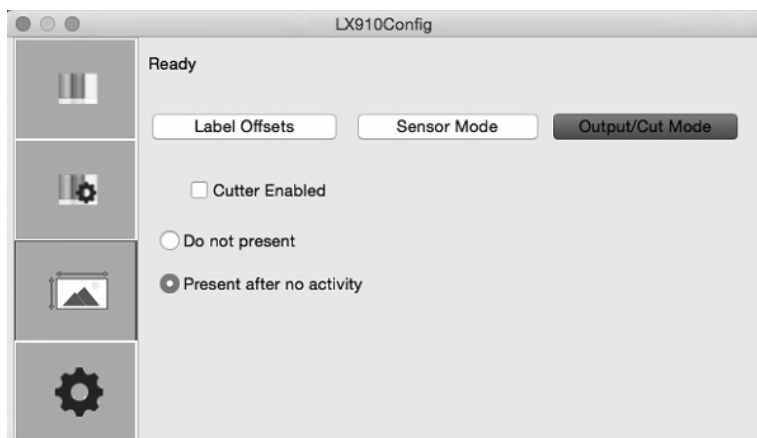 LX910Config
Ready
Label Offsets Sensor Mode Output/Cut Mode
Cutter Enabled
Do not present
Present after no activity